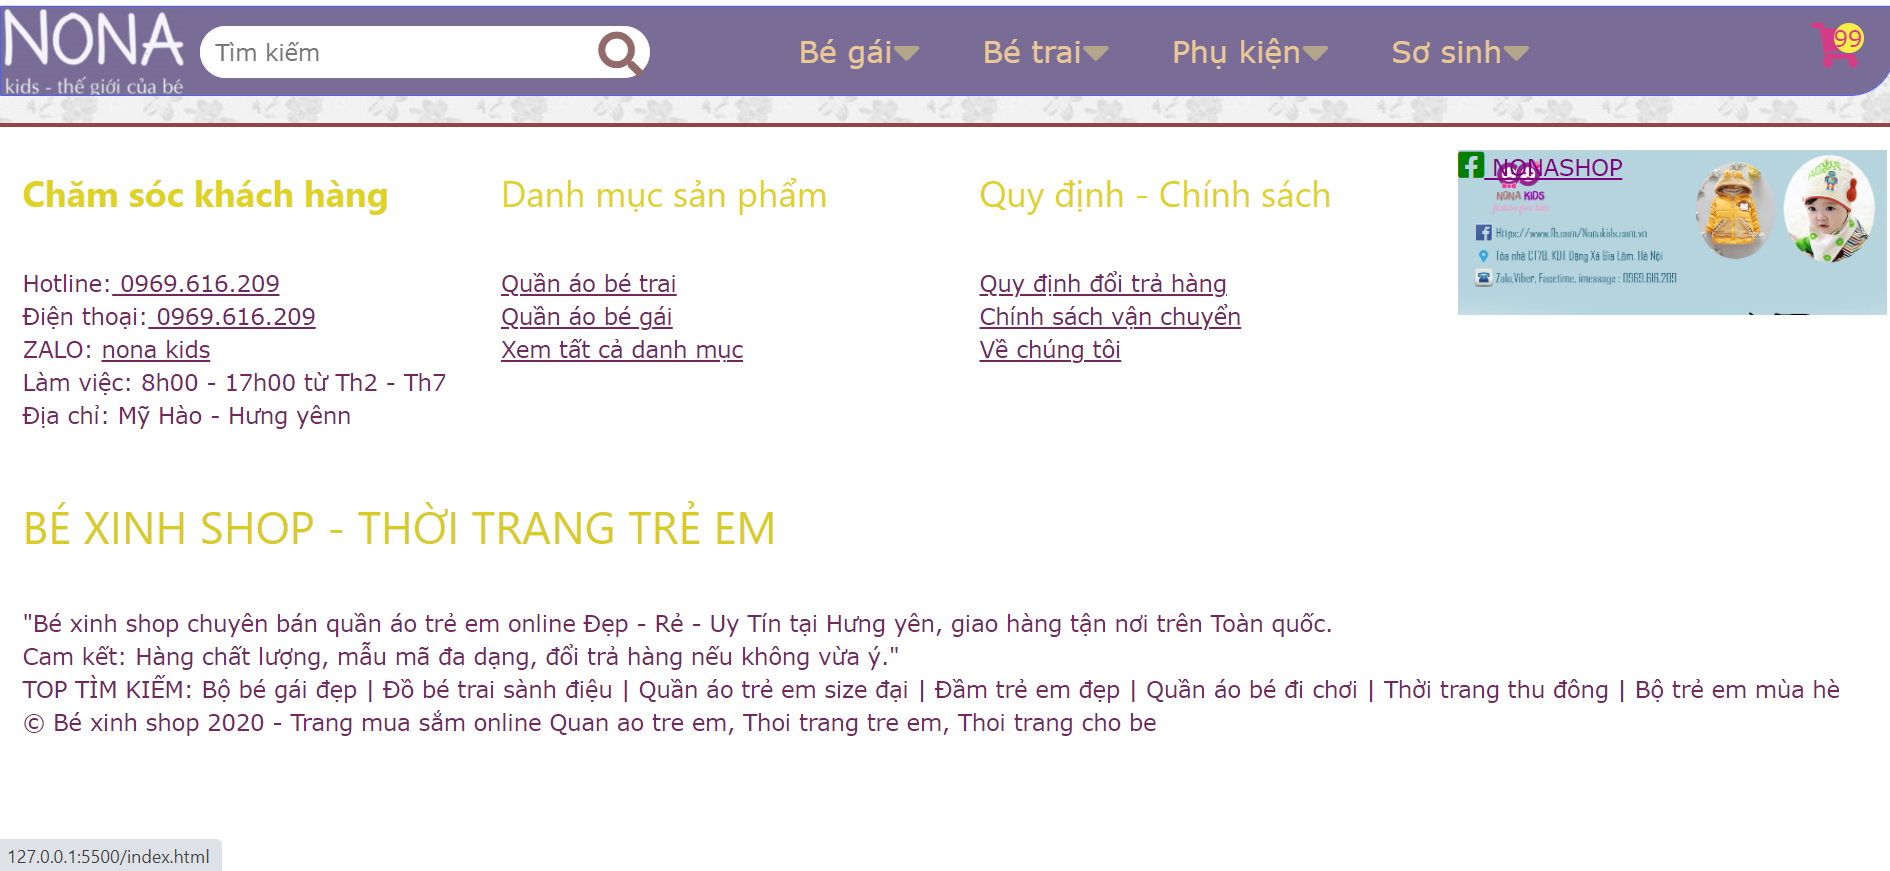 NONA
kids - thế giới của bé
Tìm kiếm
Bé gái
Bé trai
Phụ kiện
Sơ sinh
99
Chăm sóc khách hàng
Hotline: 0969.616.209
Điện thoại: 0969.616.209
ZALO: nona kids
Làm việc: 8h00 - 17h00 từ Th2 - Th7
Địa chỉ: Mỹ Hào - Hưng yênn
Danh mục sản phẩm
Quần áo bé trai
Quần áo bé gái
Xem tất cả danh mục
Quy định - Chính sách
Quy định đổi trả hàng
Chính sách vận chuyển
Về chúng tôi
NONASHOP
NONA KIDS
fashion for kids
Https://www.fb.com/Nonakids.com.vn
Tòa nhà CT7B, KDT Đặng Xá Gia Lâm, Hà Nội
Zalo,Viber, Facetime, imessage : 0969.616.209
BÉ XINH SHOP - THỜI TRANG TRẺ EM
"Bé xinh shop chuyên bán quần áo trẻ em online Đẹp - Rẻ - Uy Tín tại Hưng yên, giao hàng tận nơi trên Toàn quốc.
Cam kết: Hàng chất lượng, mẫu mã đa dạng, đổi trả hàng nếu không vừa ý."
TOP TÌM KIẾM: Bộ bé gái đẹp | Đồ bé trai sành điệu | Quần áo trẻ em size đại | Đầm trẻ em đẹp | Quần áo bé đi chơi | Thời trang thu đông | Bộ trẻ em mùa hè
© Bé xinh shop 2020 - Trang mua sắm online Quan ao tre em, Thoi trang tre em, Thoi trang cho be
127.0.0.1:5500/index.html